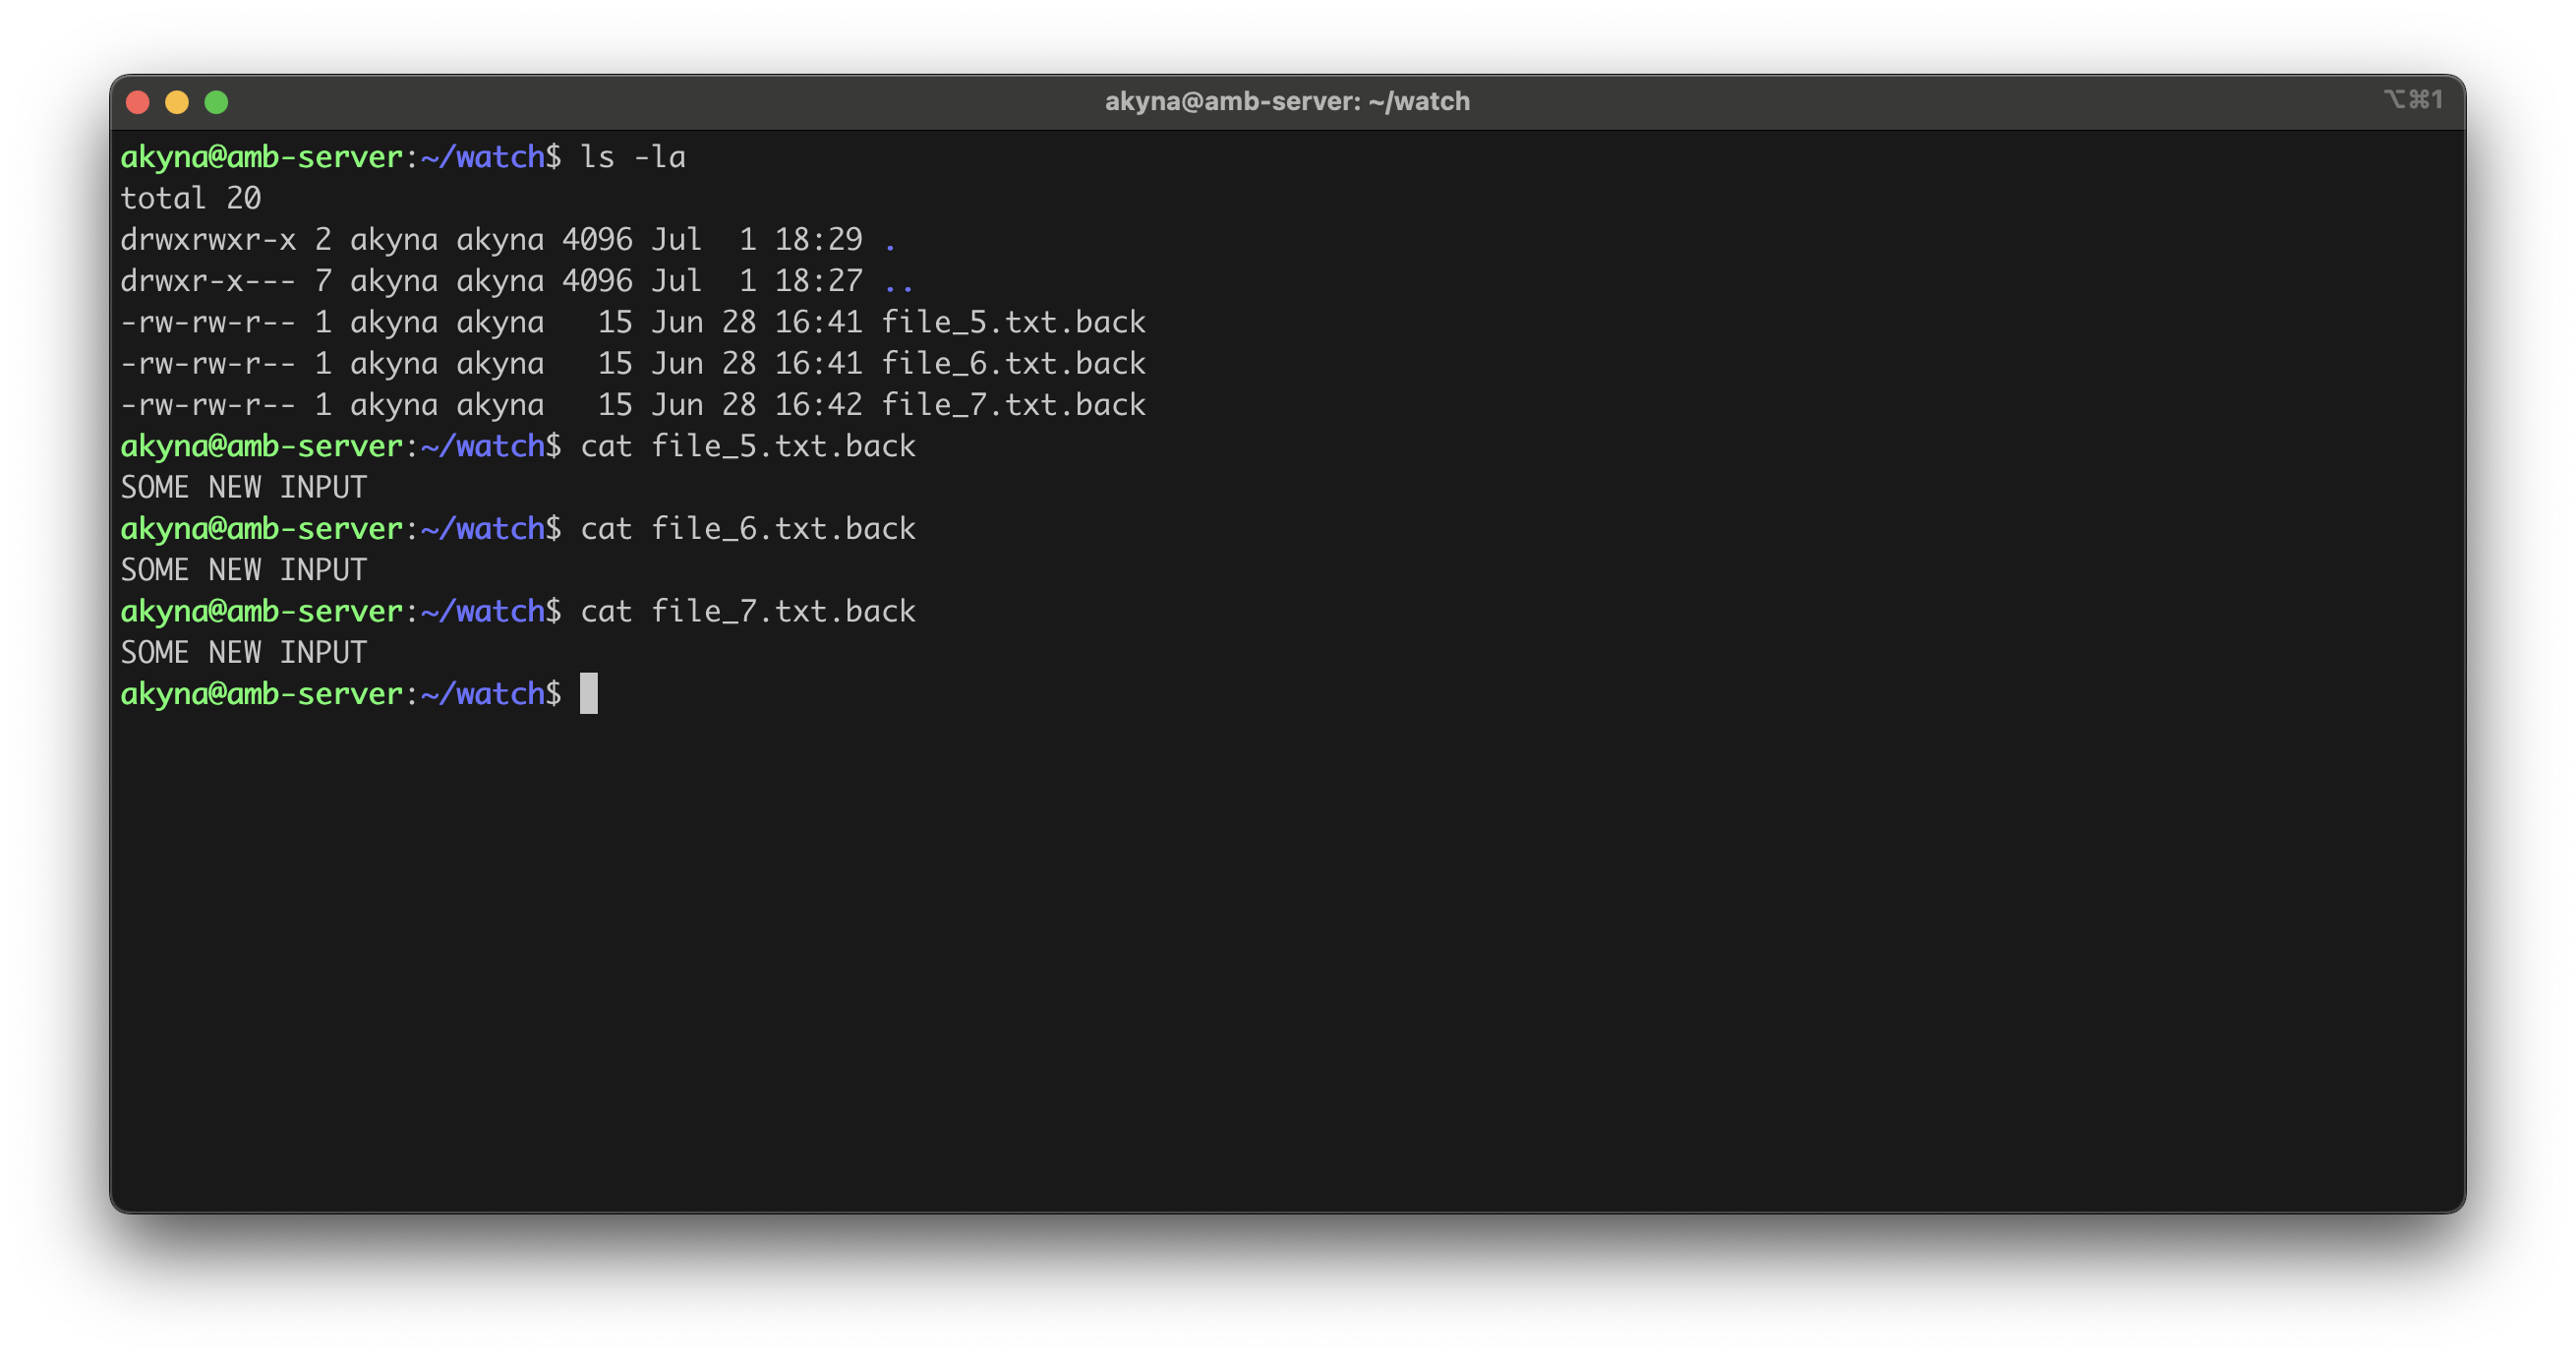 akyna@amb-server: ~/watch
⌥⌘1
akyna@amb-server:~/watch$ ls -la
total 20
drwxrwxr-x 2 akyna akyna 4096 Jul  1 18:29 .
drwxr-x--- 7 akyna akyna 4096 Jul  1 18:27 ..
-rw-rw-r-- 1 akyna akyna   15 Jun 28 16:41 file_5.txt.back
-rw-rw-r-- 1 akyna akyna   15 Jun 28 16:41 file_6.txt.back
-rw-rw-r-- 1 akyna akyna   15 Jun 28 16:42 file_7.txt.back
akyna@amb-server:~/watch$ cat file_5.txt.back
SOME NEW INPUT
akyna@amb-server:~/watch$ cat file_6.txt.back
SOME NEW INPUT
akyna@amb-server:~/watch$ cat file_7.txt.back
SOME NEW INPUT
akyna@amb-server:~/watch$